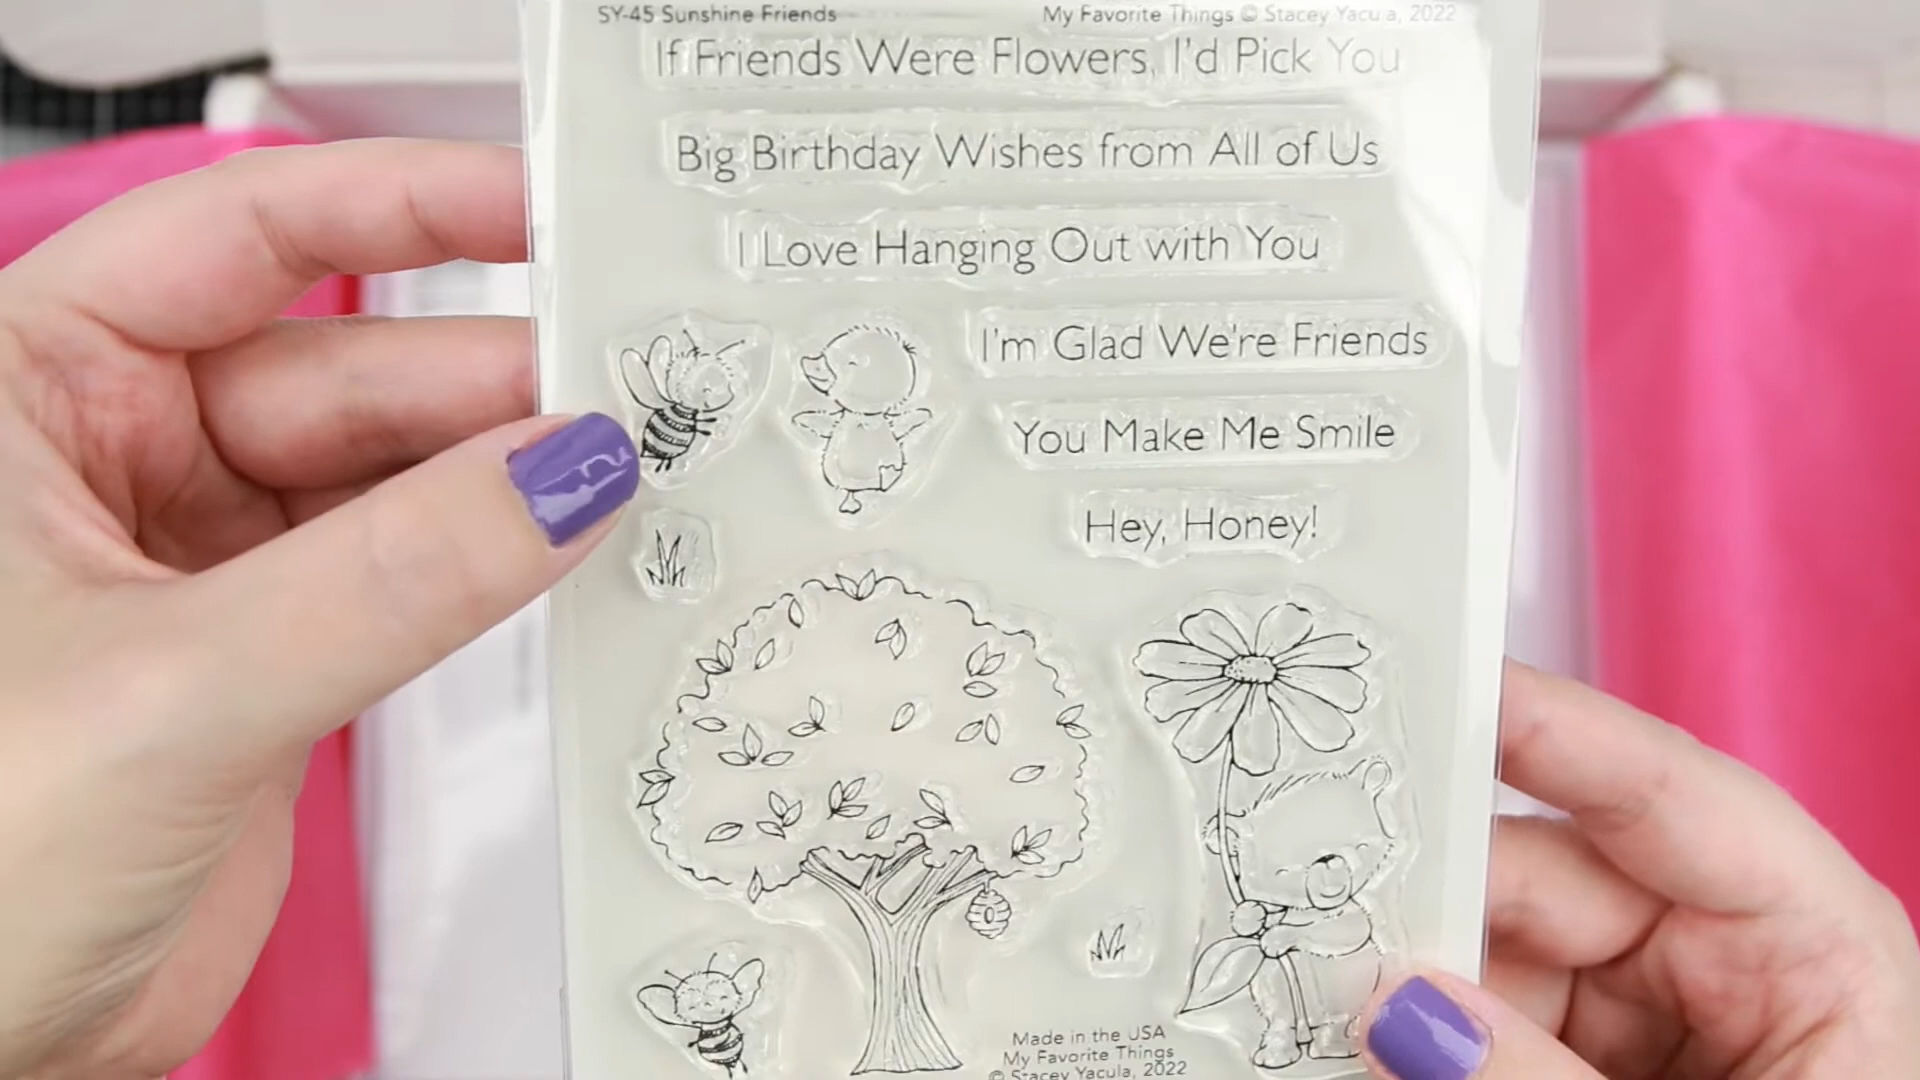 SY-45 Sunshine Friends
My Favorite Things © Stacey Yacula, 2022
If Friends Were Flowers, I'd Pick You
Big Birthday Wishes from All of Us
I Love Hanging Out with You
I'm Glad We're Friends
You Make Me Smile
Hey, Honey!
Made in the USA
My Favorite Things
© Stacey Yacula, 2022